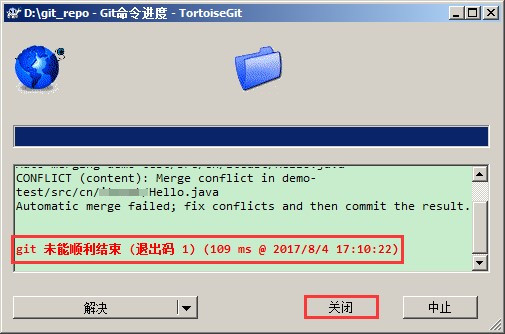 D:\git_repo - Git命令进度 - TortoiseGit
CONFLICT (content): Merge conflict in demo-
test/src/cn/ Hello.java
Automatic merge failed; fix conflicts and then commit the result.
git 未能顺利结束 (退出码 1) (109 ms @ 2017/8/4 17:10:22)
解决
关闭
中止